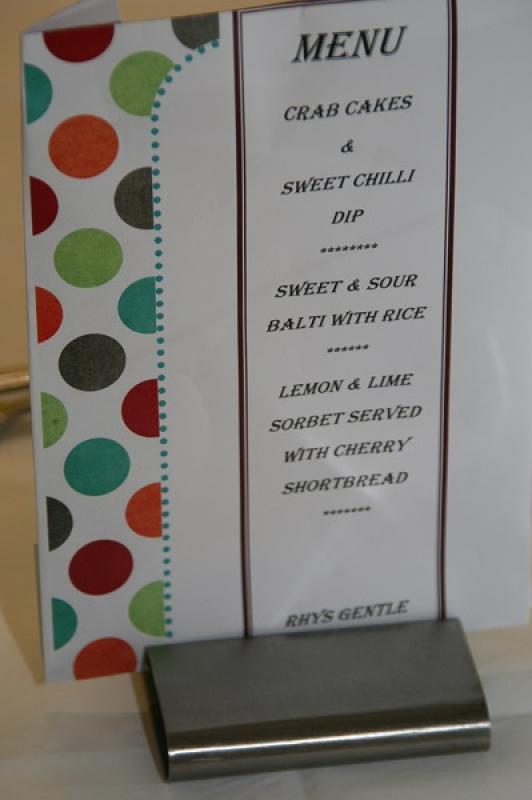 MENU
CRAB CAKES
&
SWEET CHILLI
DIP
********
SWEET & SOUR
BALTI WITH RICE
******
LEMON & LIME
SORBET SERVED
WITH CHERRY
SHORTBREAD
*******
RHYS GENTLE